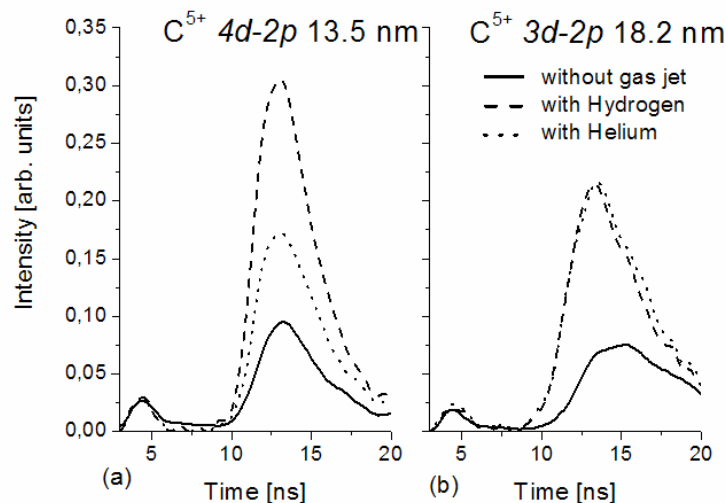 C5+ 4d-2p 13.5 nm
C5+ 3d-2p 18.2 nm
without gas jet
with Hydrogen
with Helium
Intensity [arb. units]
0,35
0,30
0,25
0,20
0,15
0,10
0,05
0,00
5 10 15 20
5 10 15 20
(a) Time [ns]
(b) Time [ns]